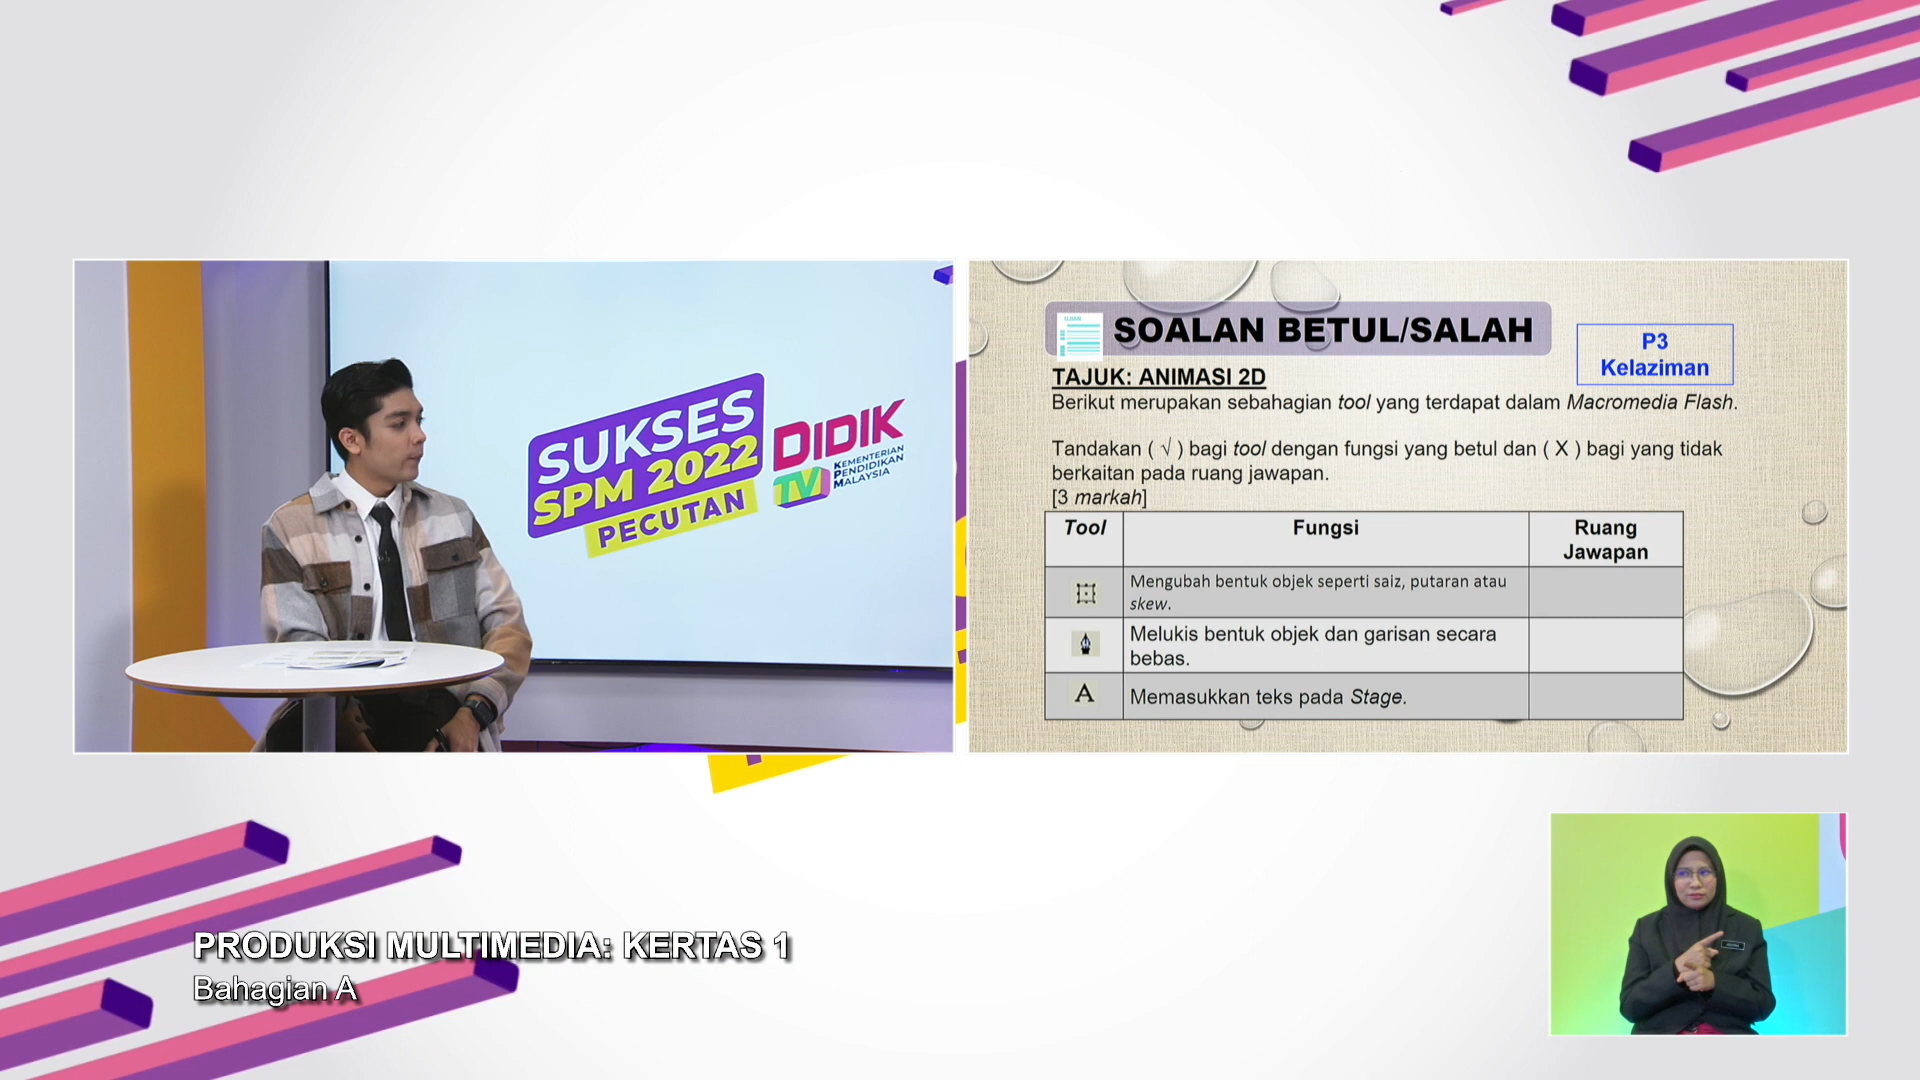 SUKSES
SPM 2022
PECUTAN
DIDIK
TV
KEMENTERIAN
PENDIDIKAN
MALAYSIA
SOALAN BETUL/SALAH
P3
Kelaziman
TAJUK: ANIMASI 2D
Berikut merupakan sebahagian tool yang terdapat dalam Macromedia Flash.
Tandakan ( √ ) bagi tool dengan fungsi yang betul dan ( X ) bagi yang tidak
berkaitan pada ruang jawapan.
[3 markah]
Tool Fungsi Ruang
Jawapan
Mengubah bentuk objek seperti saiz, putaran atau
skew.
Melukis bentuk objek dan garisan secara
bebas.
A Memasukkan teks pada Stage.
PRODUKSI MULTIMEDIA: KERTAS 1
Bahagian A